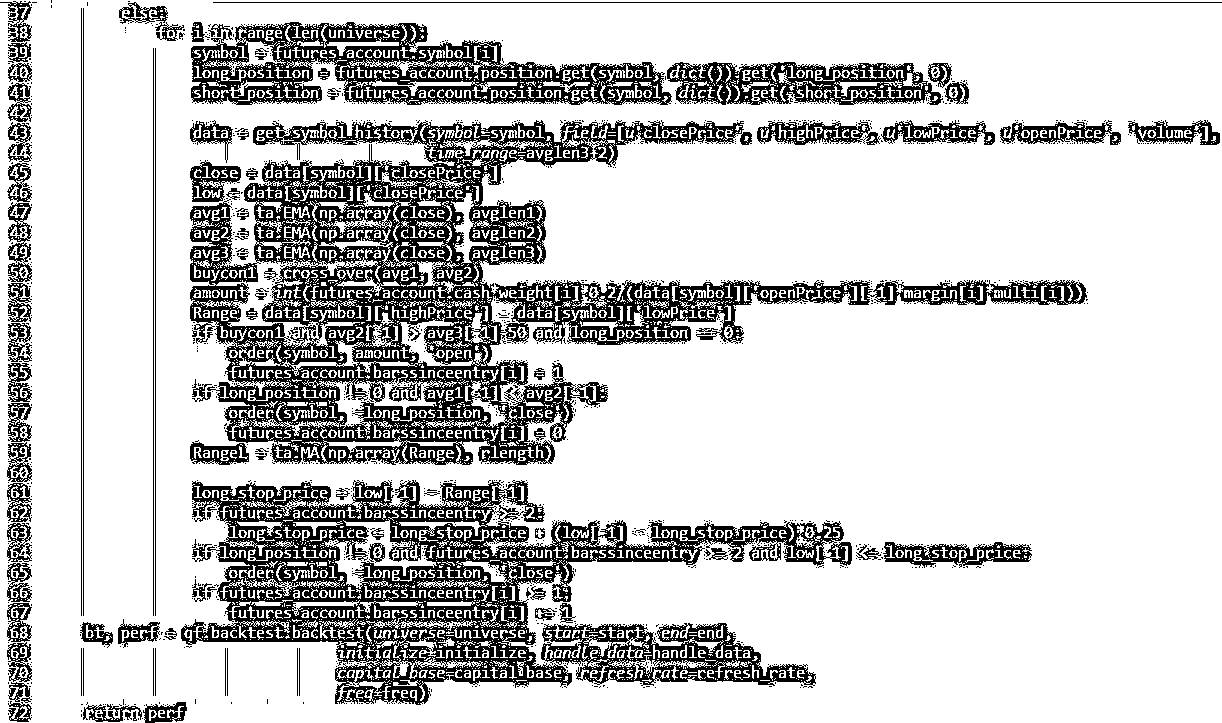 37 else:
38 for i in range(len(universe)):
39 symbol = futures_account.symbol[i]
40 long_position = futures_account.position.get(symbol, dict()).get('long_position', 0)
41 short_position = futures_account.position.get(symbol, dict()).get('short_position', 0)
42
43 data = get_symbol_history(symbol=symbol, field=[u'closePrice', u'highPrice', u'lowPrice', u'openPrice', 'volume'],
44 time_range=avglen3*2)
45 close = data[symbol]['closePrice']
46 low = data[symbol]['closePrice']
47 avg1 = ta.EMA(np.array(close), avglen1)
48 avg2 = ta.EMA(np.array(close), avglen2)
49 avg3 = ta.EMA(np.array(close), avglen3)
50 buycon1 = cross_over(avg1, avg2)
51 amount = int(futures_account.cash*weight[i]*0.2/(data[symbol]['openPrice'][-1]*margin[i]*multi[i]))
52 Range = data[symbol]['highPrice'] - data[symbol]['lowPrice']
53 if buycon1 and avg2[-1] > avg3[-1] 50 and long_position == 0:
54 order(symbol, amount, 'open')
55 futures_account.barssinceentry[i] = 1
56 if long_position != 0 and avg1[-1] < avg2[-1]:
57 order(symbol, -long_position, 'close')
58 futures_account.barssinceentry[i] = 0
59 Range1 = ta.MA(np.array(Range), rlength)
60
61 long_stop_price = low[-1] - Range[-1]
62 if futures_account.barssinceentry >= 2:
63 long_stop_price = long_stop_price + (low[-1] - long_stop_price)*0.25
64 if long_position != 0 and futures_account.barssinceentry >= 2 and low[-1] <= long_stop_price:
65 order(symbol, -long_position, 'close')
66 if futures_account.barssinceentry[i] >= 1:
67 futures_account.barssinceentry[i] += 1
68 bt, perf = qf.backtest.backtest(universe=universe, start=start, end=end,
69 initialize=initialize, handle_data=handle_data,
70 capital_base=capital_base, refresh_rate=refresh_rate,
71 freq=freq)
72 return perf